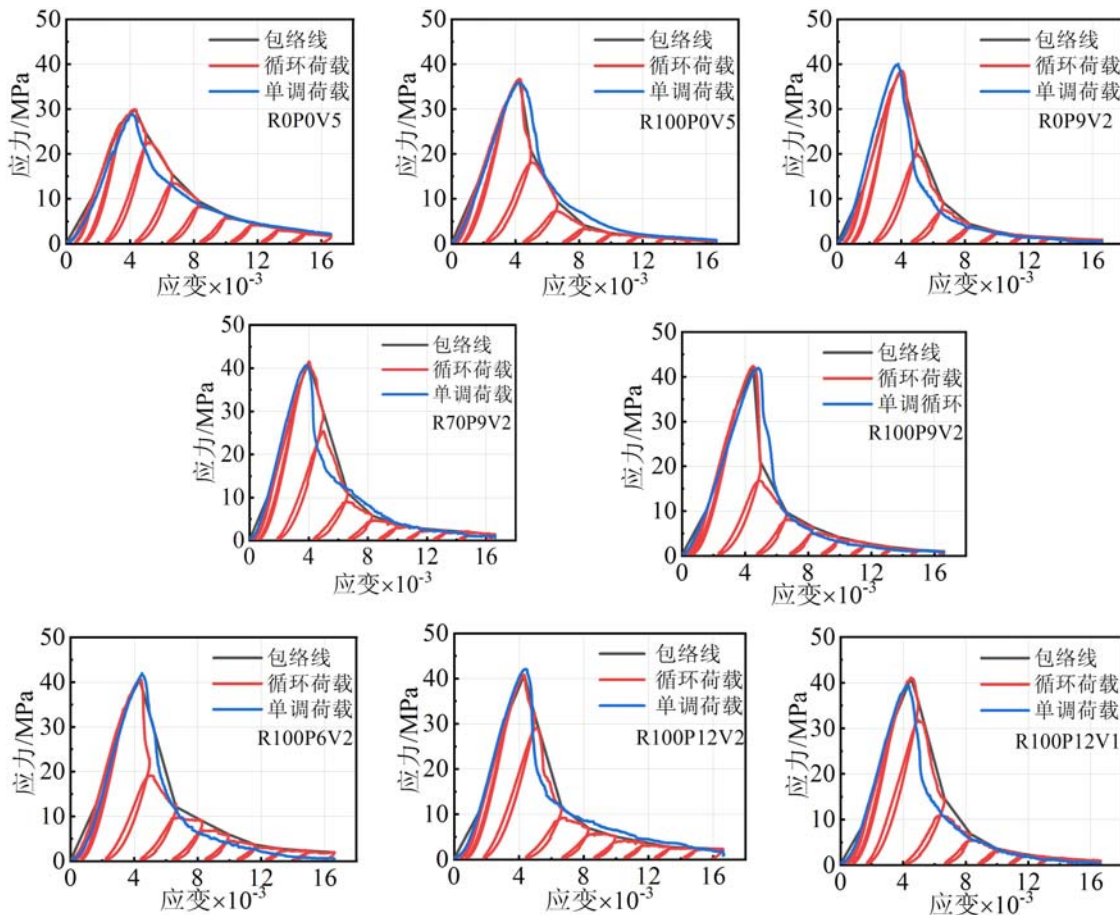 50
40
30
20
10
0
应力/MPa
包络线
循环荷载
单调荷载
R0P0V5
0 4 8 12 16
应变×10-3
50
40
30
20
10
0
应力/MPa
包络线
循环荷载
单调荷载
R100P0V5
0 4 8 12 16
应变×10-3
50
40
30
20
10
0
应力/MPa
包络线
循环荷载
单调荷载
R0P9V2
0 4 8 12 16
应变×10-3
50
40
30
20
10
0
应力/MPa
包络线
循环荷载
单调荷载
R70P9V2
0 4 8 12 16
应变×10-3
50
40
30
20
10
0
应力/MPa
包络线
循环荷载
单调循环
R100P9V2
0 4 8 12 16
应变×10-3
50
40
30
20
10
0
应力/MPa
包络线
循环荷载
单调荷载
R100P6V2
0 4 8 12 16
应变×10-3
50
40
30
20
10
0
应力/MPa
包络线
循环荷载
单调荷载
R100P12V2
0 4 8 12 16
应变×10-3
50
40
30
20
10
0
应力/MPa
包络线
循环荷载
单调荷载
R100P12V1
0 4 8 12 16
应变×10-3